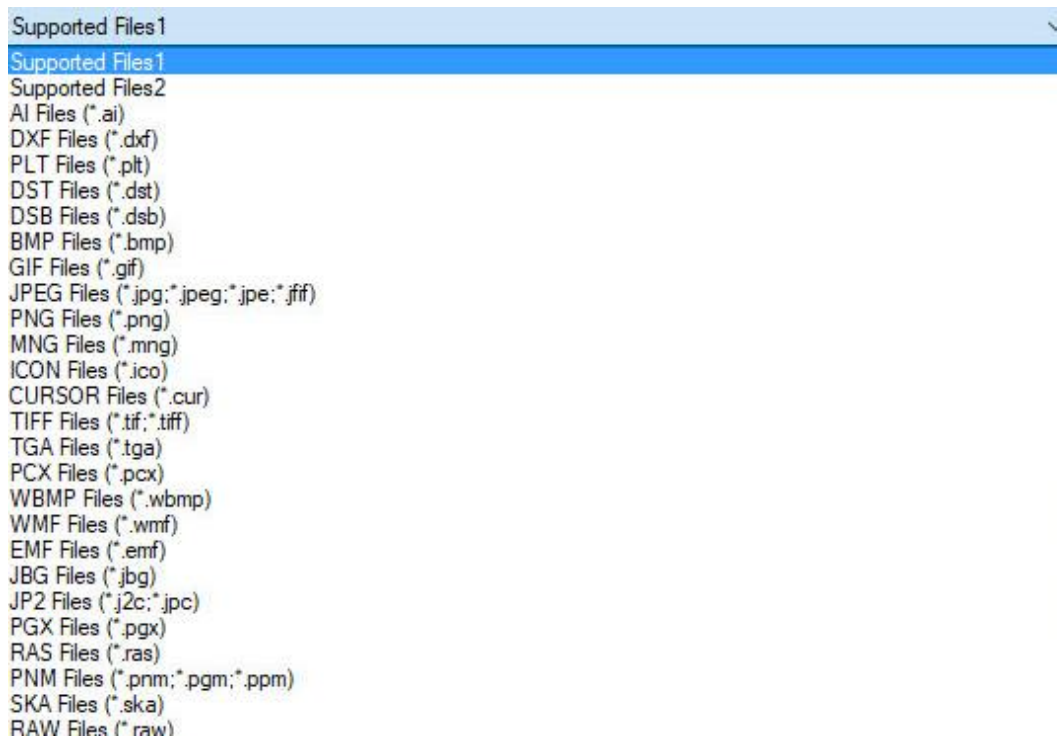 Supported Files1
Supported Files1
Supported Files2
AI Files (*.ai)
DXF Files (*.dxf)
PLT Files (*.plt)
DST Files (*.dst)
DSB Files (*.dsb)
BMP Files (*.bmp)
GIF Files (*.gif)
JPEG Files (*.jpg;*.jpeg;*.jpe;*.jfif)
PNG Files (*.png)
MNG Files (*.mng)
ICON Files (*.ico)
CURSOR Files (*.cur)
TIFF Files (*.tif;*.tiff)
TGA Files (*.tga)
PCX Files (*.pcx)
WBMP Files (*.wbmp)
WMF Files (*.wmf)
EMF Files (*.emf)
JBG Files (*.jbg)
JP2 Files (*.j2c;*.jpc)
PGX Files (*.pgx)
RAS Files (*.ras)
PNM Files (*.pnm;*.pgm;*.ppm)
SKA Files (*.ska)
RAW Files (*.raw)